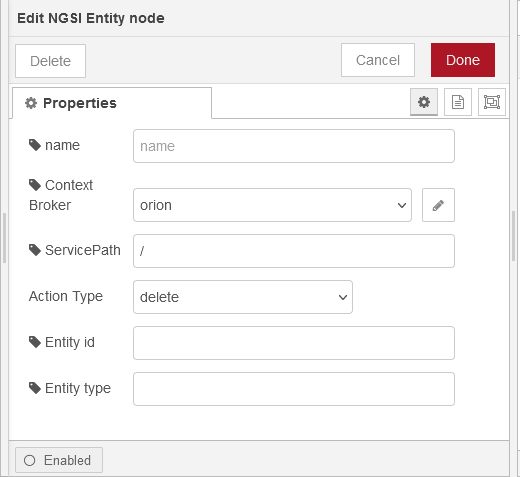 Edit NGSI Entity node
Delete
Cancel
Done
Properties
name
name
Context
Broker
orion
ServicePath
/
Action Type
delete
Entity id
Entity type
Enabled